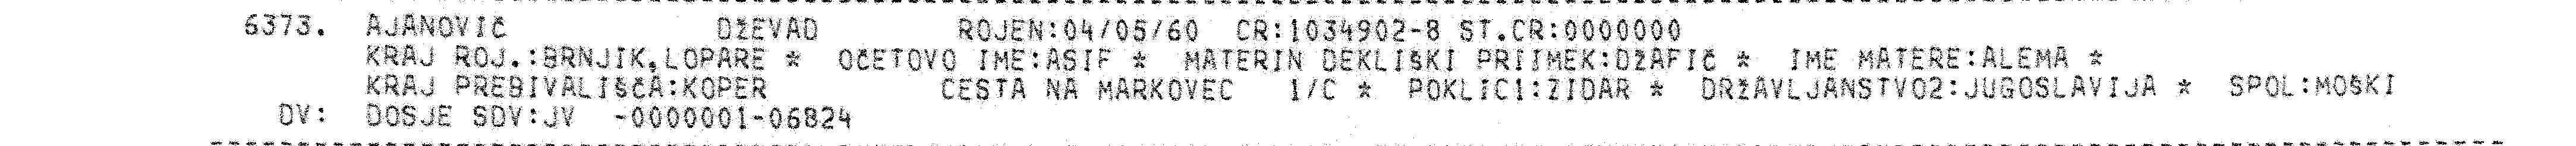 6373. AJANOVIČ DŽEVAD ROJEN:04/05/60 CR:1034902-8 ST.CR:0000000
KRAJ ROJ.:BRNJIK,LOPARE * OČETOVO IME:ASIF * MATERIN DEKLIŠKI PRIIMEK:DŽAFIČ * IME MATERE:ALEMA *
KRAJ PREBIVALIŠČA:KOPER CESTA NA MARKOVEC 1/C * POKLIC1:ZIDAR * DRŽAVLJANSTVO2:JUGOSLAVIJA * SPOL:MOŠKI
DV: DOSJE SDV:JV -0000001-06824